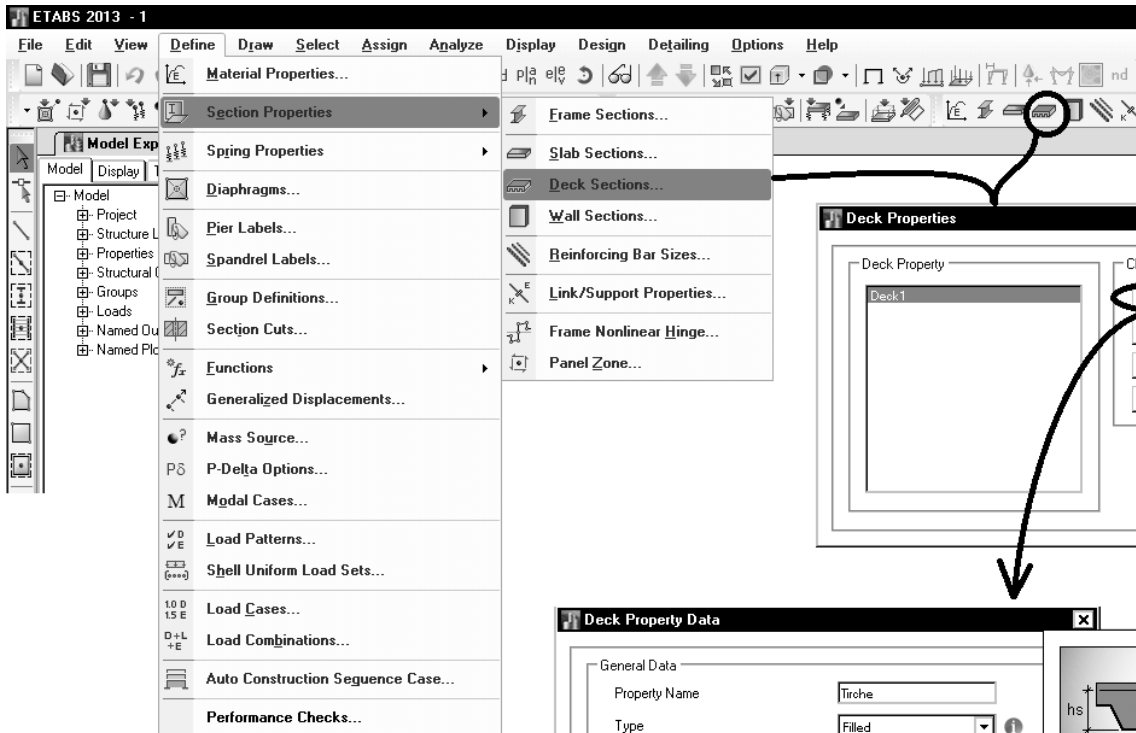 ETABS 2013 - 1
File Edit View Define Draw Select Assign Analyze Display Design Detailing Options Help
nd
Material Properties...
Section Properties
Spring Properties
Diaphragms...
Pier Labels...
Spandrel Labels...
Group Definitions...
Section Cuts...
Functions
Generalized Displacements...
Mass Source...
Pδ P-Delta Options...
M Modal Cases...
Load Patterns...
Shell Uniform Load Sets...
Load Cases...
Load Combinations...
Auto Construction Sequence Case...
Performance Checks...
Frame Sections...
Slab Sections...
Deck Sections...
Wall Sections...
Reinforcing Bar Sizes...
Link/Support Properties...
Frame Nonlinear Hinge...
Panel Zone...
Model Exp
Model Display
Model
Project
Structure L
Properties
Structural
Groups
Loads
Named Ou
Named Plo
Deck Properties
Deck Property
Deck1
Deck Property Data
General Data
Property Name Tirche
Type Filled
hs